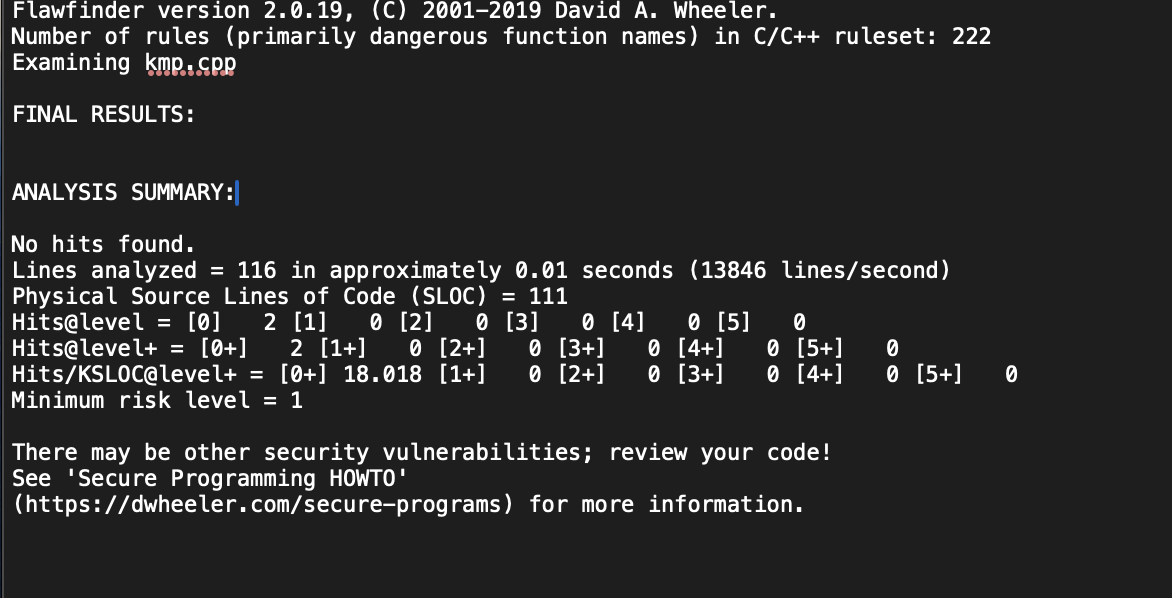 Flawfinder version 2.0.19, (C) 2001-2019 David A. Wheeler.
Number of rules (primarily dangerous function names) in C/C++ ruleset: 222
Examining kmp.cpp
FINAL RESULTS:
ANALYSIS SUMMARY:
No hits found.
Lines analyzed = 116 in approximately 0.01 seconds (13846 lines/second)
Physical Source Lines of Code (SLOC) = 111
Hits@level = [0]   2 [1]   0 [2]   0 [3]   0 [4]   0 [5]   0
Hits@level+ = [0+]   2 [1+]   0 [2+]   0 [3+]   0 [4+]   0 [5+]   0
Hits/KSLOC@level+ = [0+] 18.018 [1+]   0 [2+]   0 [3+]   0 [4+]   0 [5+]   0
Minimum risk level = 1
There may be other security vulnerabilities; review your code!
See 'Secure Programming HOWTO'
(https://dwheeler.com/secure-programs) for more information.